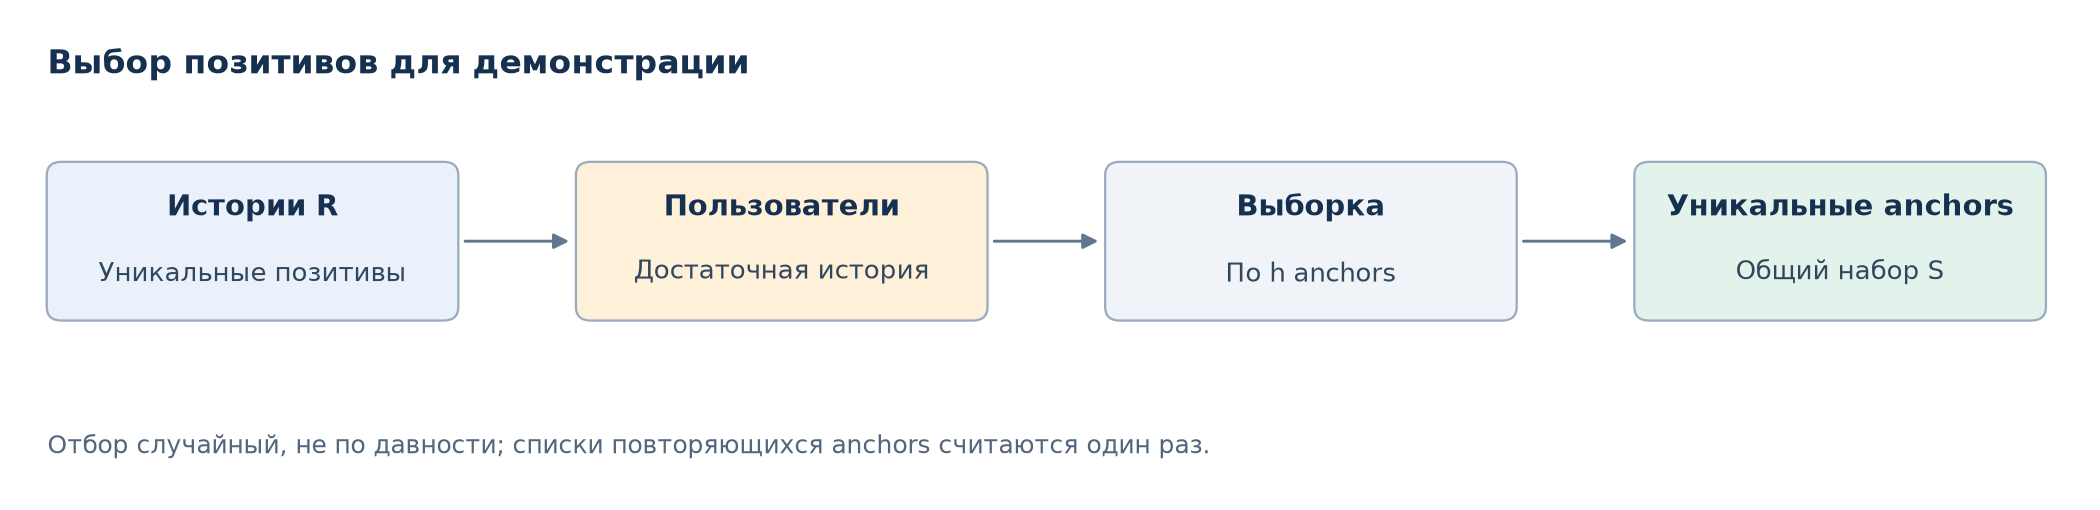 Выбор позитивов для демонстрации
Истории R
Уникальные позитивы
Пользователи
Достаточная история
Выборка
По h anchors
Уникальные anchors
Общий набор S
Отбор случайный, не по давности; списки повторяющихся anchors считаются один раз.